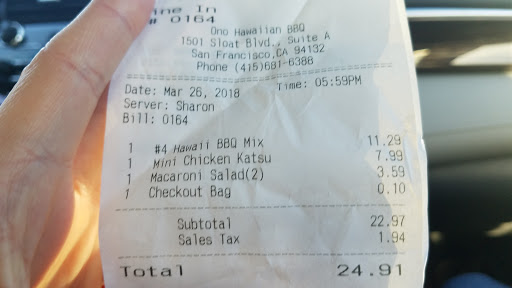 ine In
# 0164
Ono Hawaiian BBQ
1501 Sloat Blvd., Suite A
San Francisco,CA 94132
Phone (415)681-6388
Date: Mar 26, 2018 Time: 05:59PM
Server: Sharon
Bill: 0164
1 #4 Hawaii BBQ Mix 11.29
1 Mini Chicken Katsu 7.99
1 Macaroni Salad(2) 3.59
1 Checkout Bag 0.10
Subtotal 22.97
Sales Tax 1.94
Total 24.91